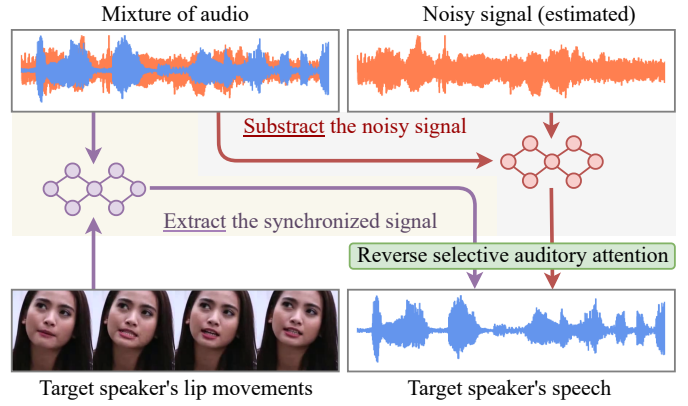 Mixture of audio
Noisy signal (estimated)
Substract the noisy signal
Extract the synchronized signal
Reverse selective auditory attention
Target speaker's lip movements
Target speaker's speech